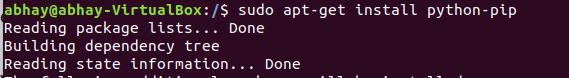 abhay@abhay-VirtualBox:/$ sudo apt-get install python-pip
Reading package lists... Done
Building dependency tree
Reading state information... Done